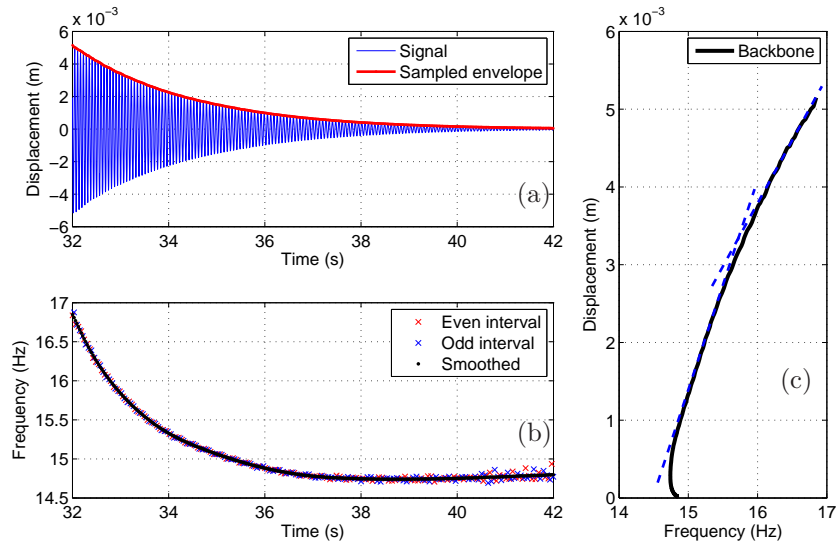 x 10⁻³
6
4
2
0
−2
−4
−6
Displacement (m)
Signal
Sampled envelope
(a)
32 34 36 38 40 42
Time (s)
17
16.5
16
15.5
15
14.5
Frequency (Hz)
Even interval
Odd interval
Smoothed
(b)
32 34 36 38 40 42
Time (s)
x 10⁻³
6
5
4
3
2
1
0
Displacement (m)
Backbone
(c)
14 15 16 17
Frequency (Hz)